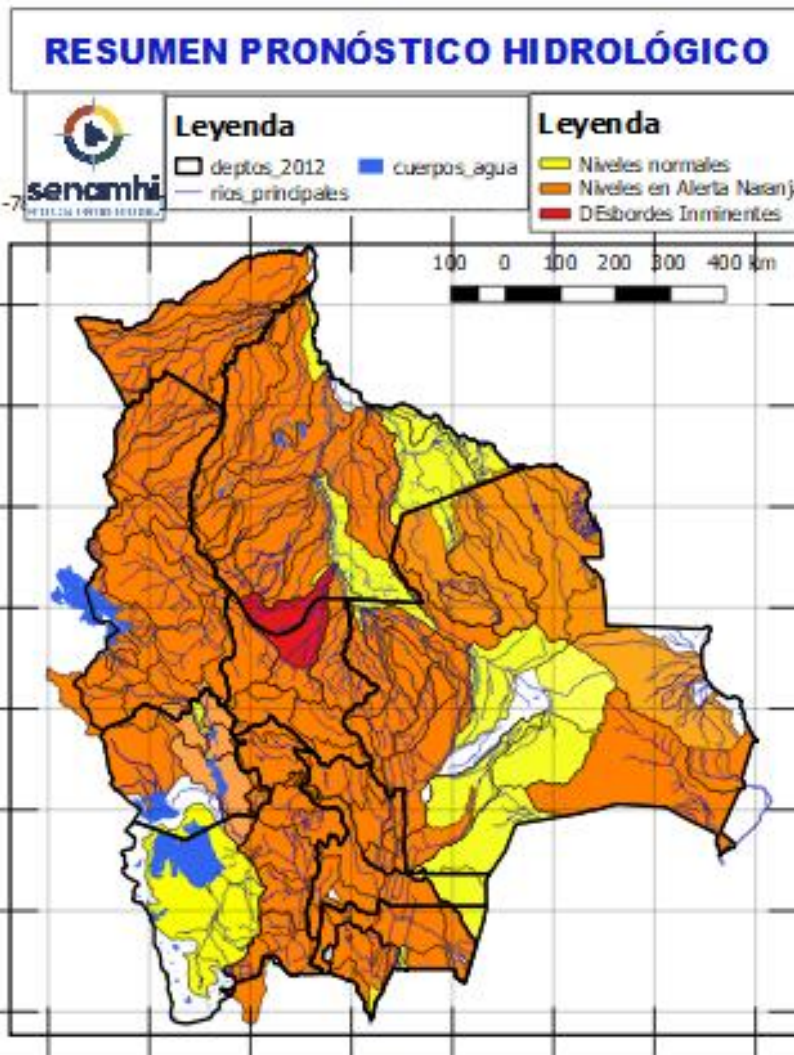 RESUMEN PRONÓSTICO HIDROLÓGICO
senamhi
Leyenda
deptos_2012 cuerpos_agua
rios_principales
Leyenda
Niveles normales
Niveles en Alerta Naranj
DEsbordes Inminentes
100 0 100 200 300 400 km